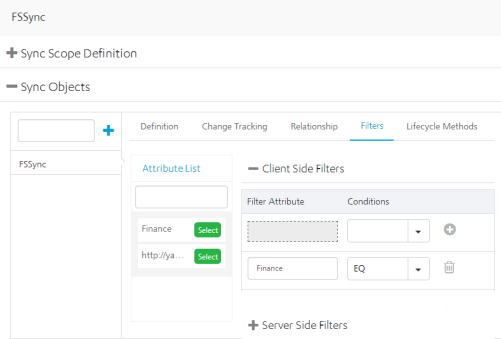 FSSync
Sync Scope Definition
Sync Objects
Definition Change Tracking Relationship Filters Lifecycle Methods
FSSync
Attribute List
Finance Select
http://ya... Select
Client Side Filters
Filter Attribute Conditions
Finance EQ
Server Side Filters